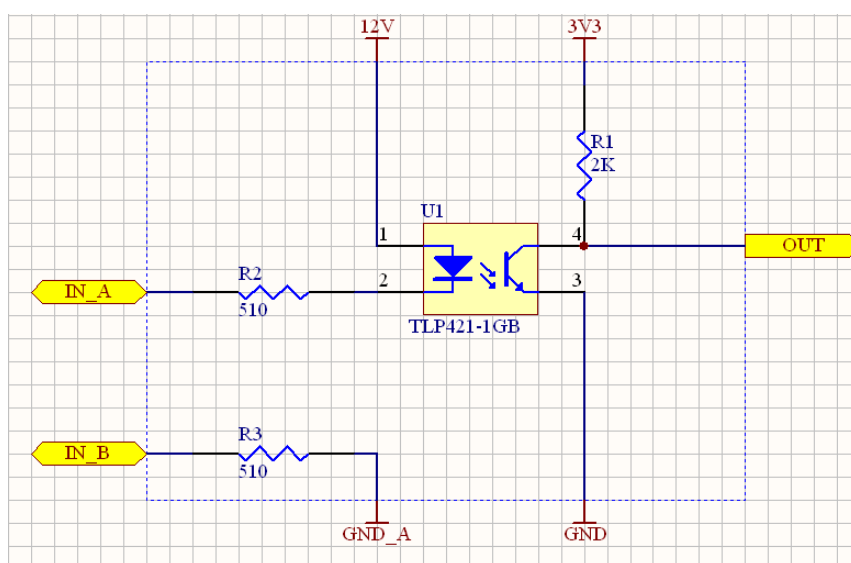 12V
3V3
R1
2K
U1
1
4
OUT
R2
2
3
IN_A
510
TLP421-1GB
R3
IN_B
510
GND_A
GND